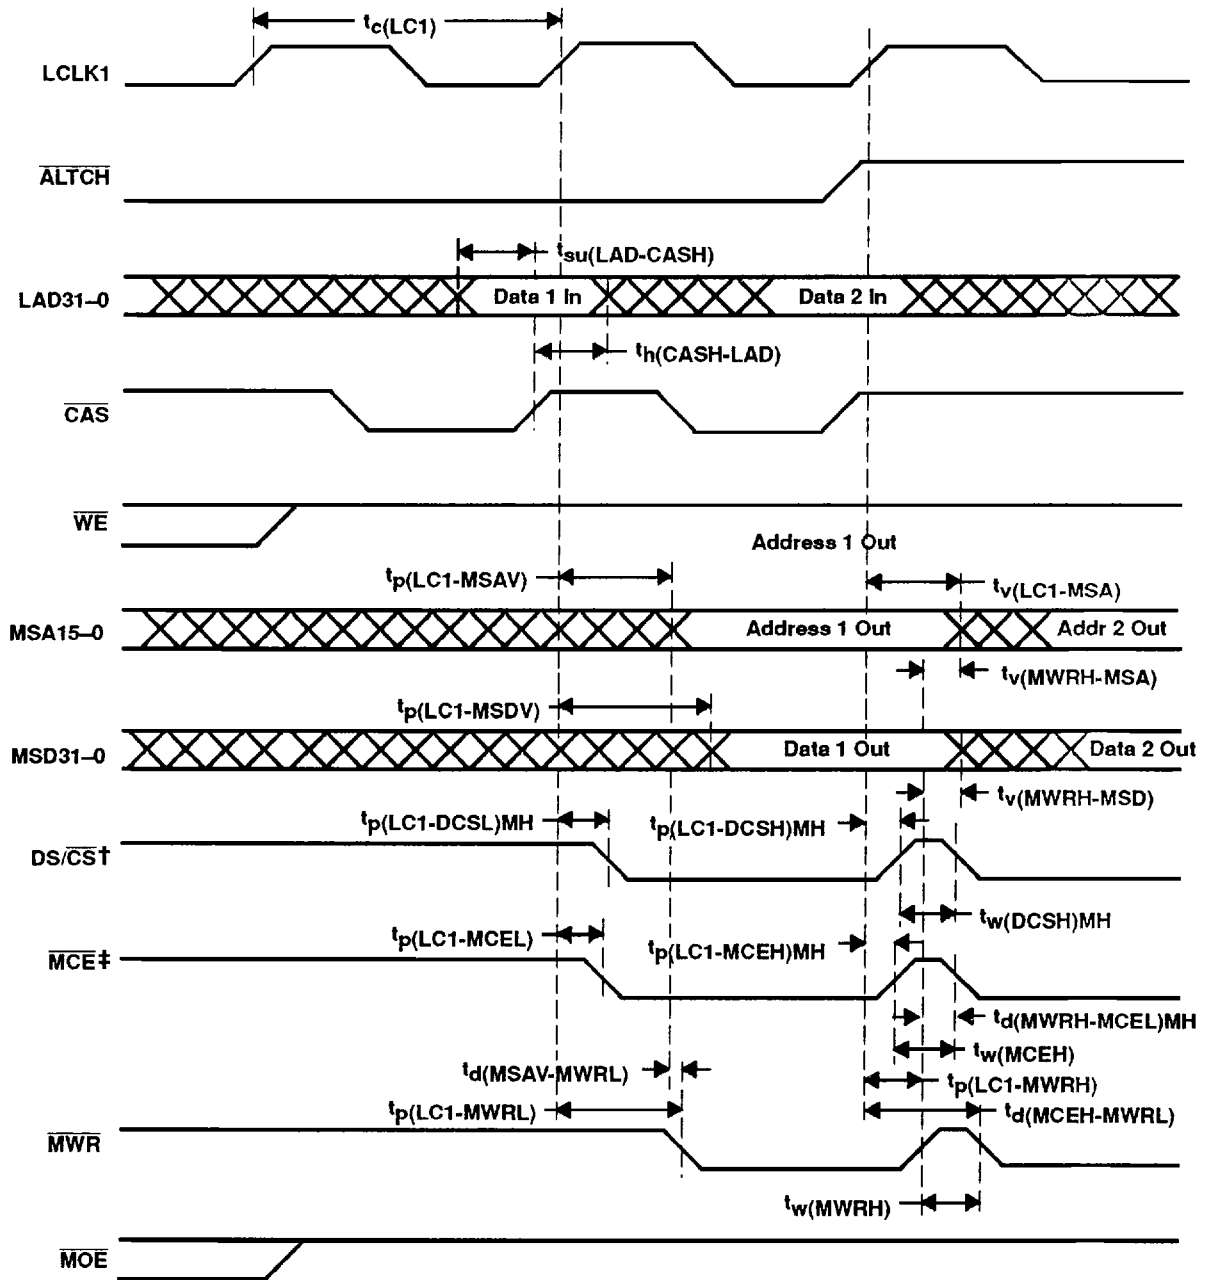 tc(LC1)
LCLK1
ALTCH
tsu(LAD-CASH)
LAD31–0
Data 1 In
Data 2 In
th(CASH-LAD)
CAS
WE
Address 1 Out
tp(LC1-MSAV)
tv(LC1-MSA)
MSA15–0
Address 1 Out
Addr 2 Out
tv(MWRH-MSA)
tp(LC1-MSDV)
MSD31–0
Data 1 Out
Data 2 Out
tv(MWRH-MSD)
tp(LC1-DCSL)MH
tp(LC1-DCSH)MH
DS/CS†
tw(DCSH)MH
tp(LC1-MCEL)
tp(LC1-MCEH)MH
MCE‡
td(MWRH-MCEL)MH
tw(MCEH)
td(MSAV-MWRL)
tp(LC1-MWRH)
tp(LC1-MWRL)
td(MCEH-MWRL)
MWR
tw(MWRH)
MOE